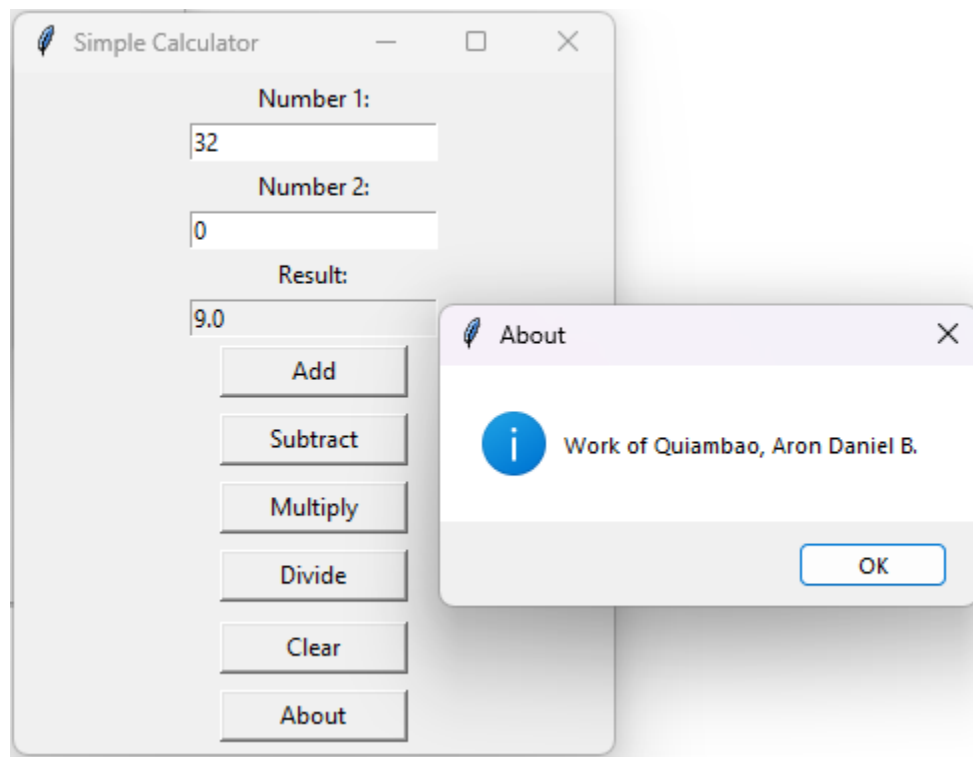 Simple Calculator
Number 1:
32
Number 2:
0
Result:
9.0
Add
Subtract
Multiply
Divide
Clear
About
About
Work of Quiambao, Aron Daniel B.
OK